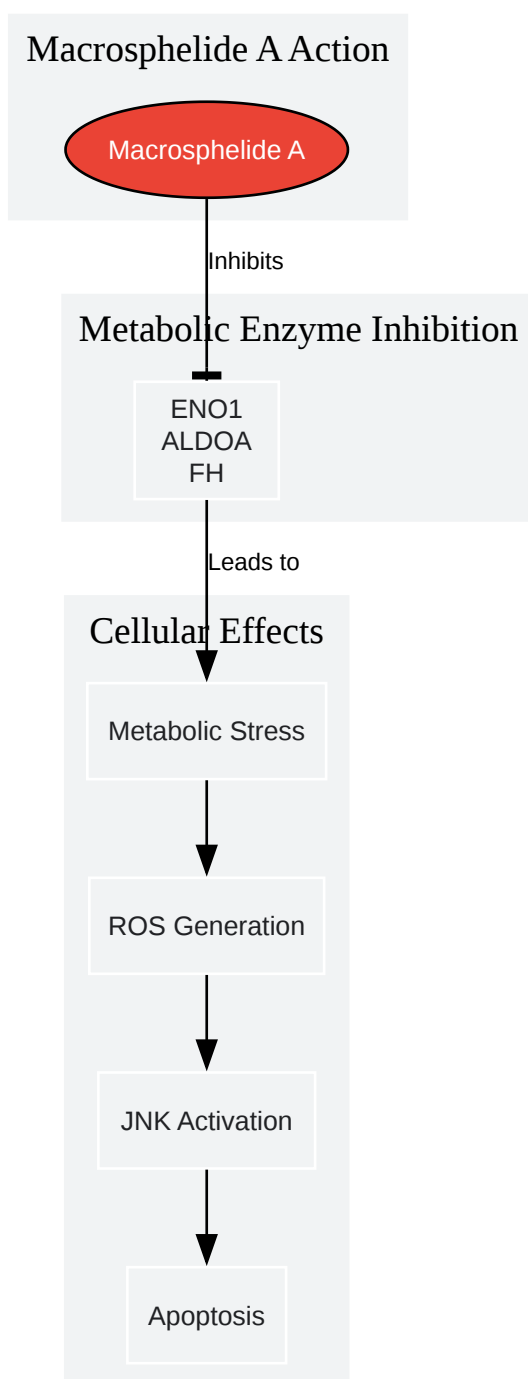 Macrosphelide A Action
Macrosphelide A
Inhibits
Metabolic Enzyme Inhibition
ENO1
ALDOA
FH
Leads to
Cellular Effects
Metabolic Stress
ROS Generation
JNK Activation
Apoptosis